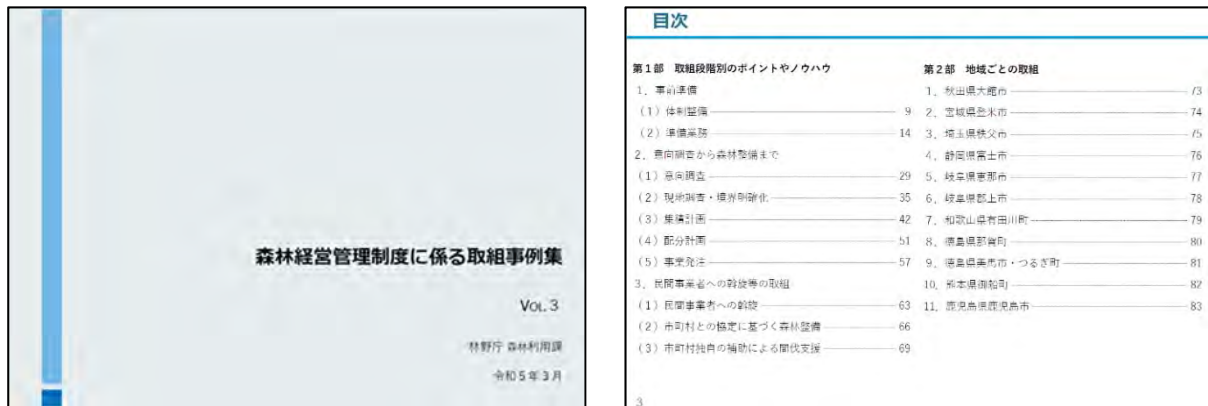 森林経営管理制度に係る取組事例集
VOL. 3
林野庁 森林利用課
令和5年3月
目次
第1部 取組段階別のポイントやノウハウ
1．事前準備
（1）体制整備 9
（2）準備業務 14
2．意向調査から森林整備まで
（1）意向調査 29
（2）現地調査・境界明確化 35
（3）集積計画 42
（4）配分計画 51
（5）事業発注 57
3．民間事業者への斡旋等の取組
（1）民間事業者への斡旋 63
（2）市町村との協定に基づく森林整備 66
（3）市町村独自の補助による間伐支援 69
第2部 地域ごとの取組
1．秋田県大館市 73
2．宮城県登米市 74
3．埼玉県秩父市 75
4．静岡県富士市 76
5．岐阜県恵那市 77
6．岐阜県郡上市 78
7．和歌山県有田川町 79
8．徳島県那賀町 80
9．徳島県美馬市・つるぎ町 81
10．熊本県御船町 82
11．鹿児島県鹿児島市 83
3